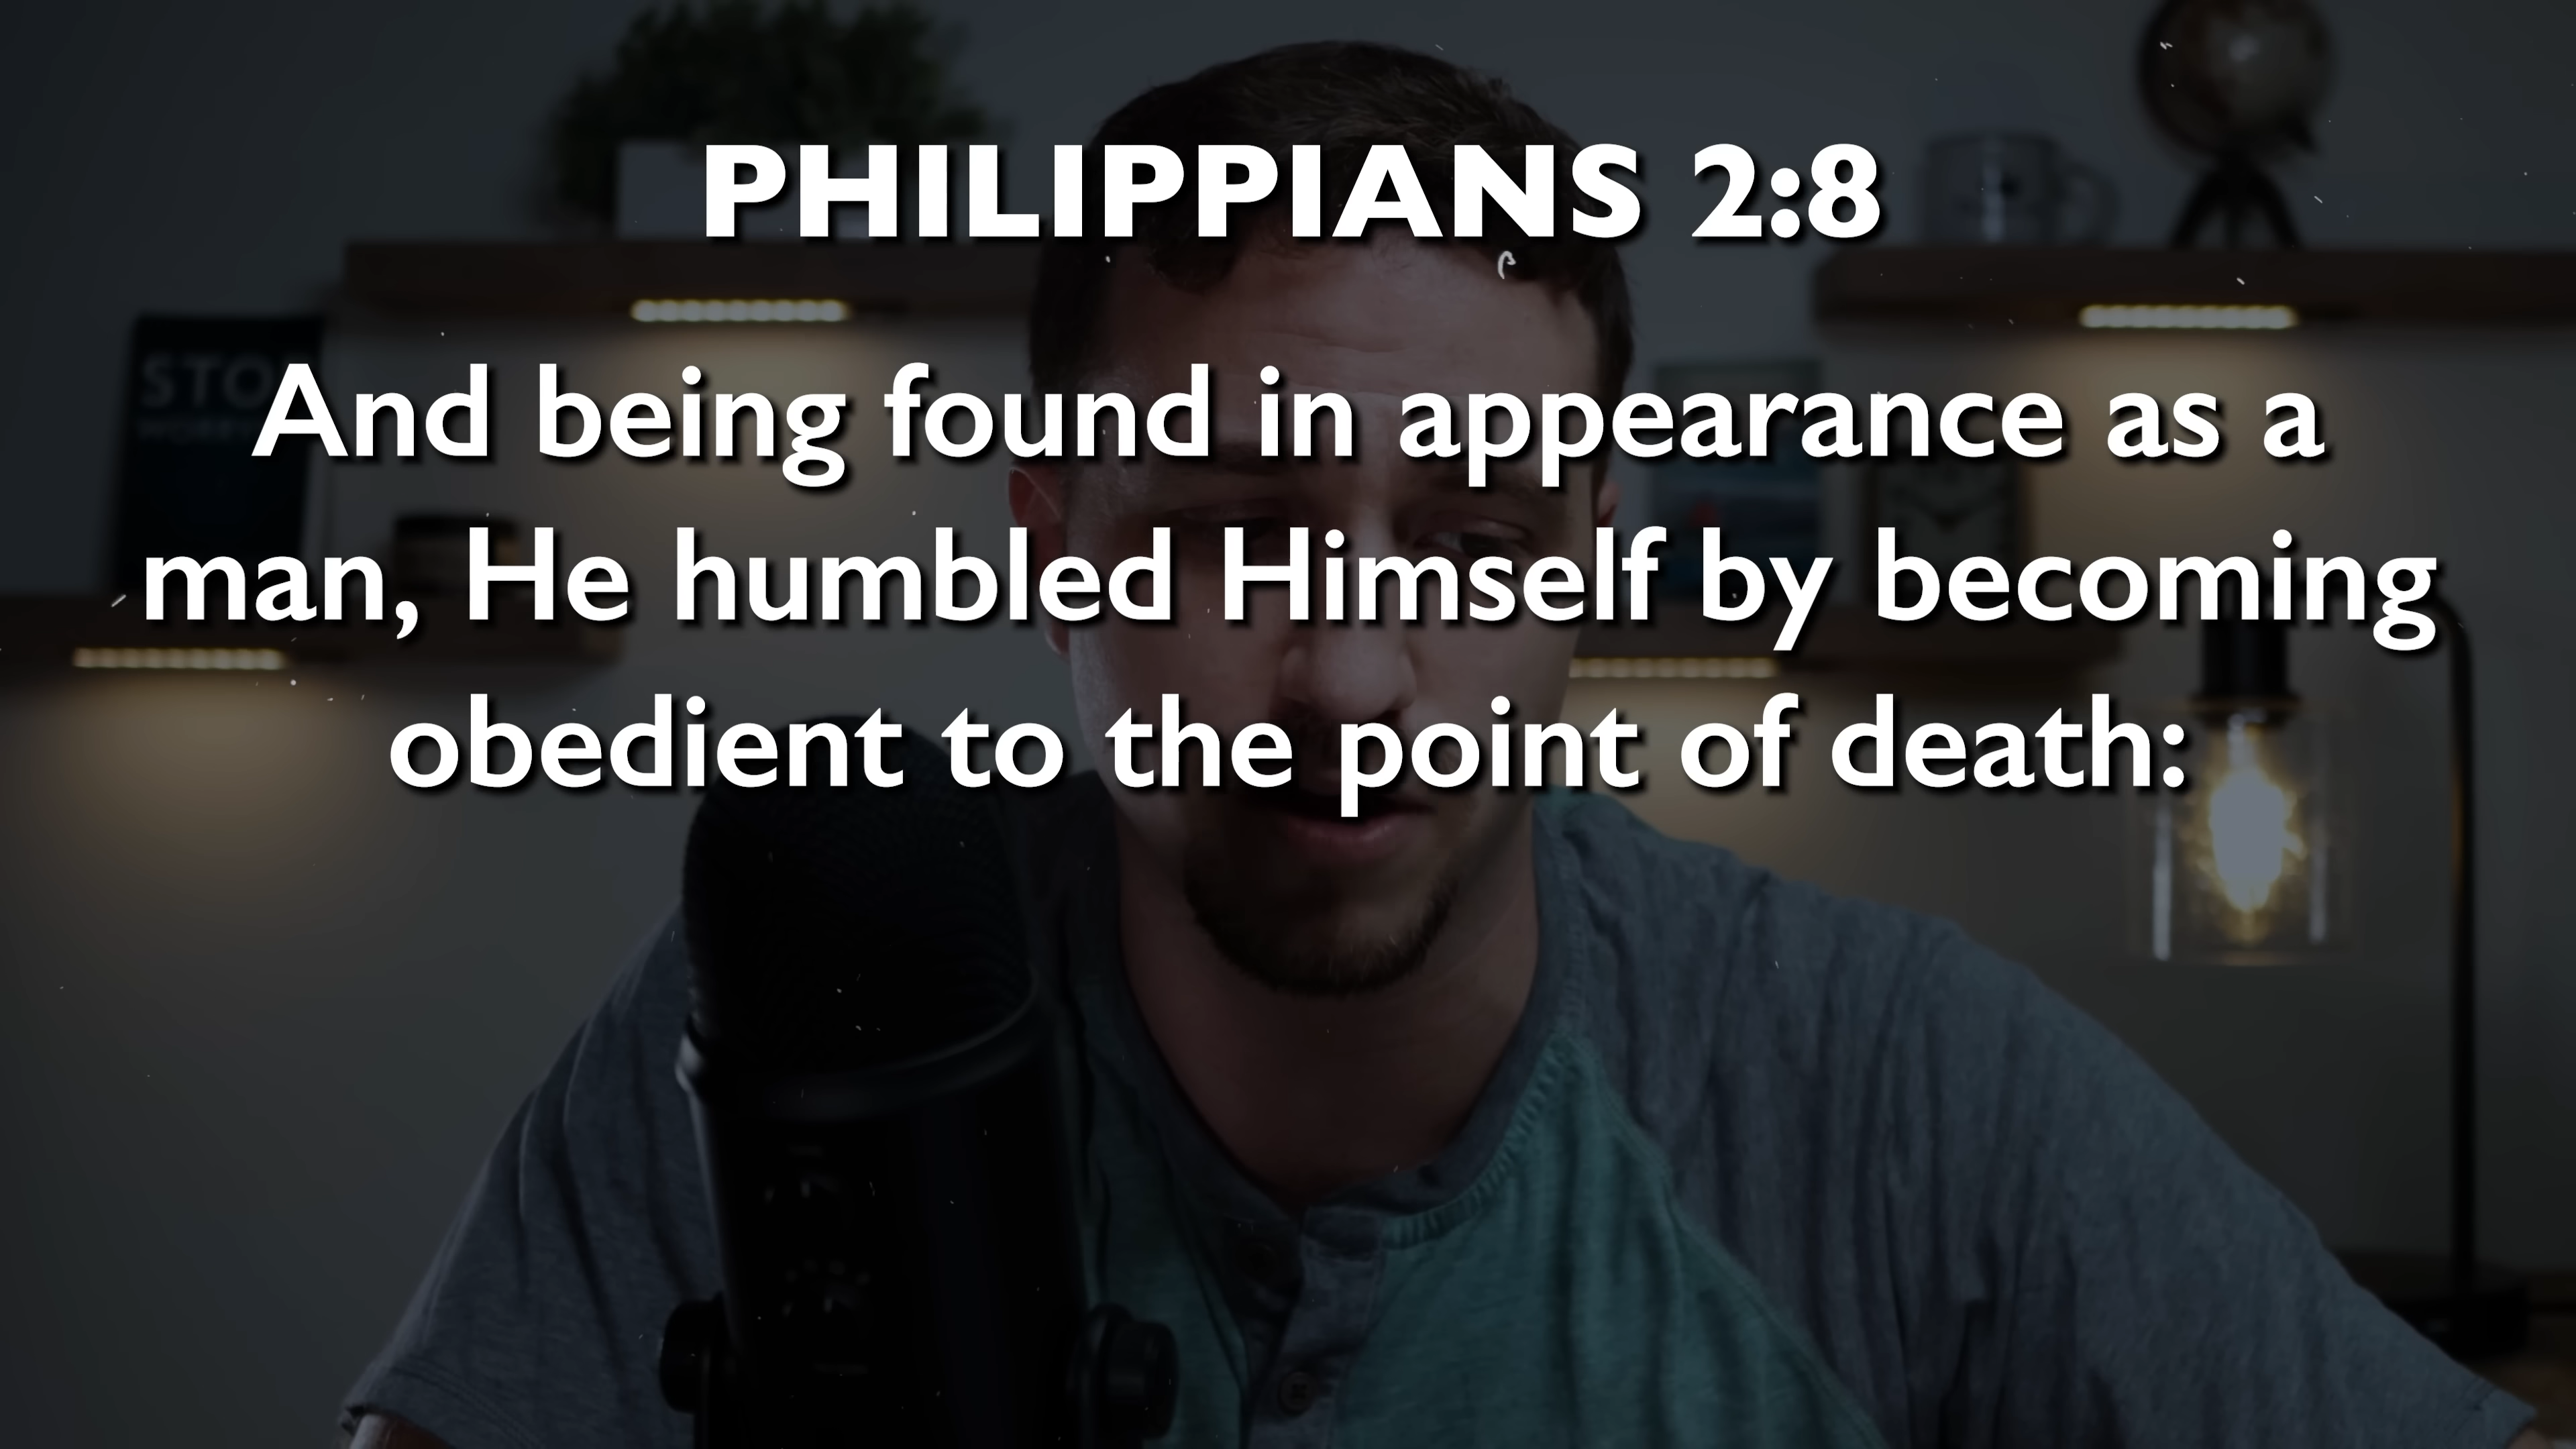 PHILIPPIANS 2:8
And being found in appearance as a
man, He humbled Himself by becoming
obedient to the point of death:
STO